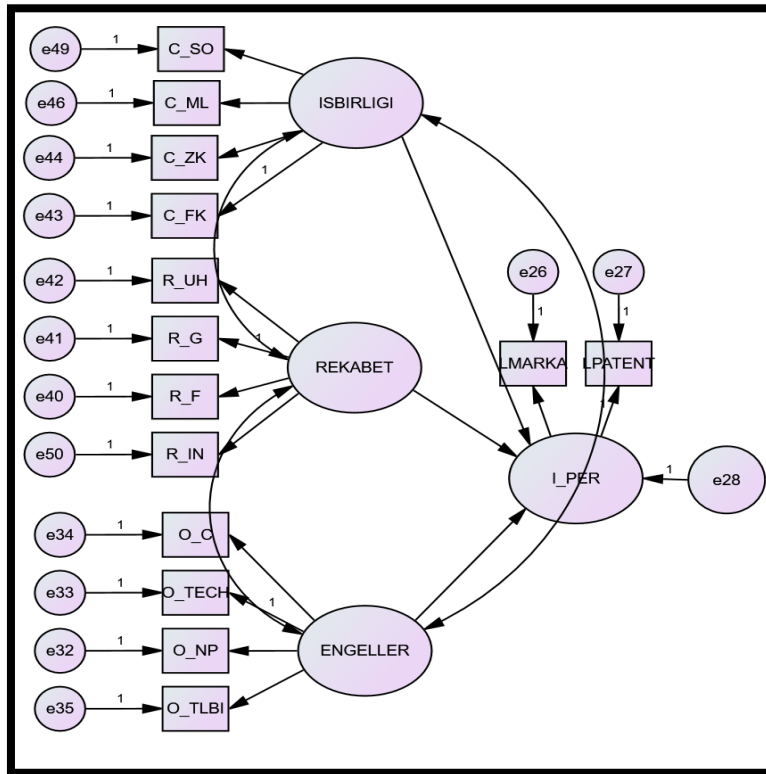 e49 1 C_SO
e46 1 C_ML
e44 1 C_ZK
e43 1 C_FK
1
ISBIRLIGI
e42 1 R_UH
e41 1 R_G
e40 1 R_F
e50 1 R_IN
1
REKABET
e26
e27
1
1
LMARKA
LPATENT
1
I_PER
1
e28
e34 1 O_C
e33 1 O_TECH
e32 1 O_NP
e35 1 O_TLBI
1
ENGELLER